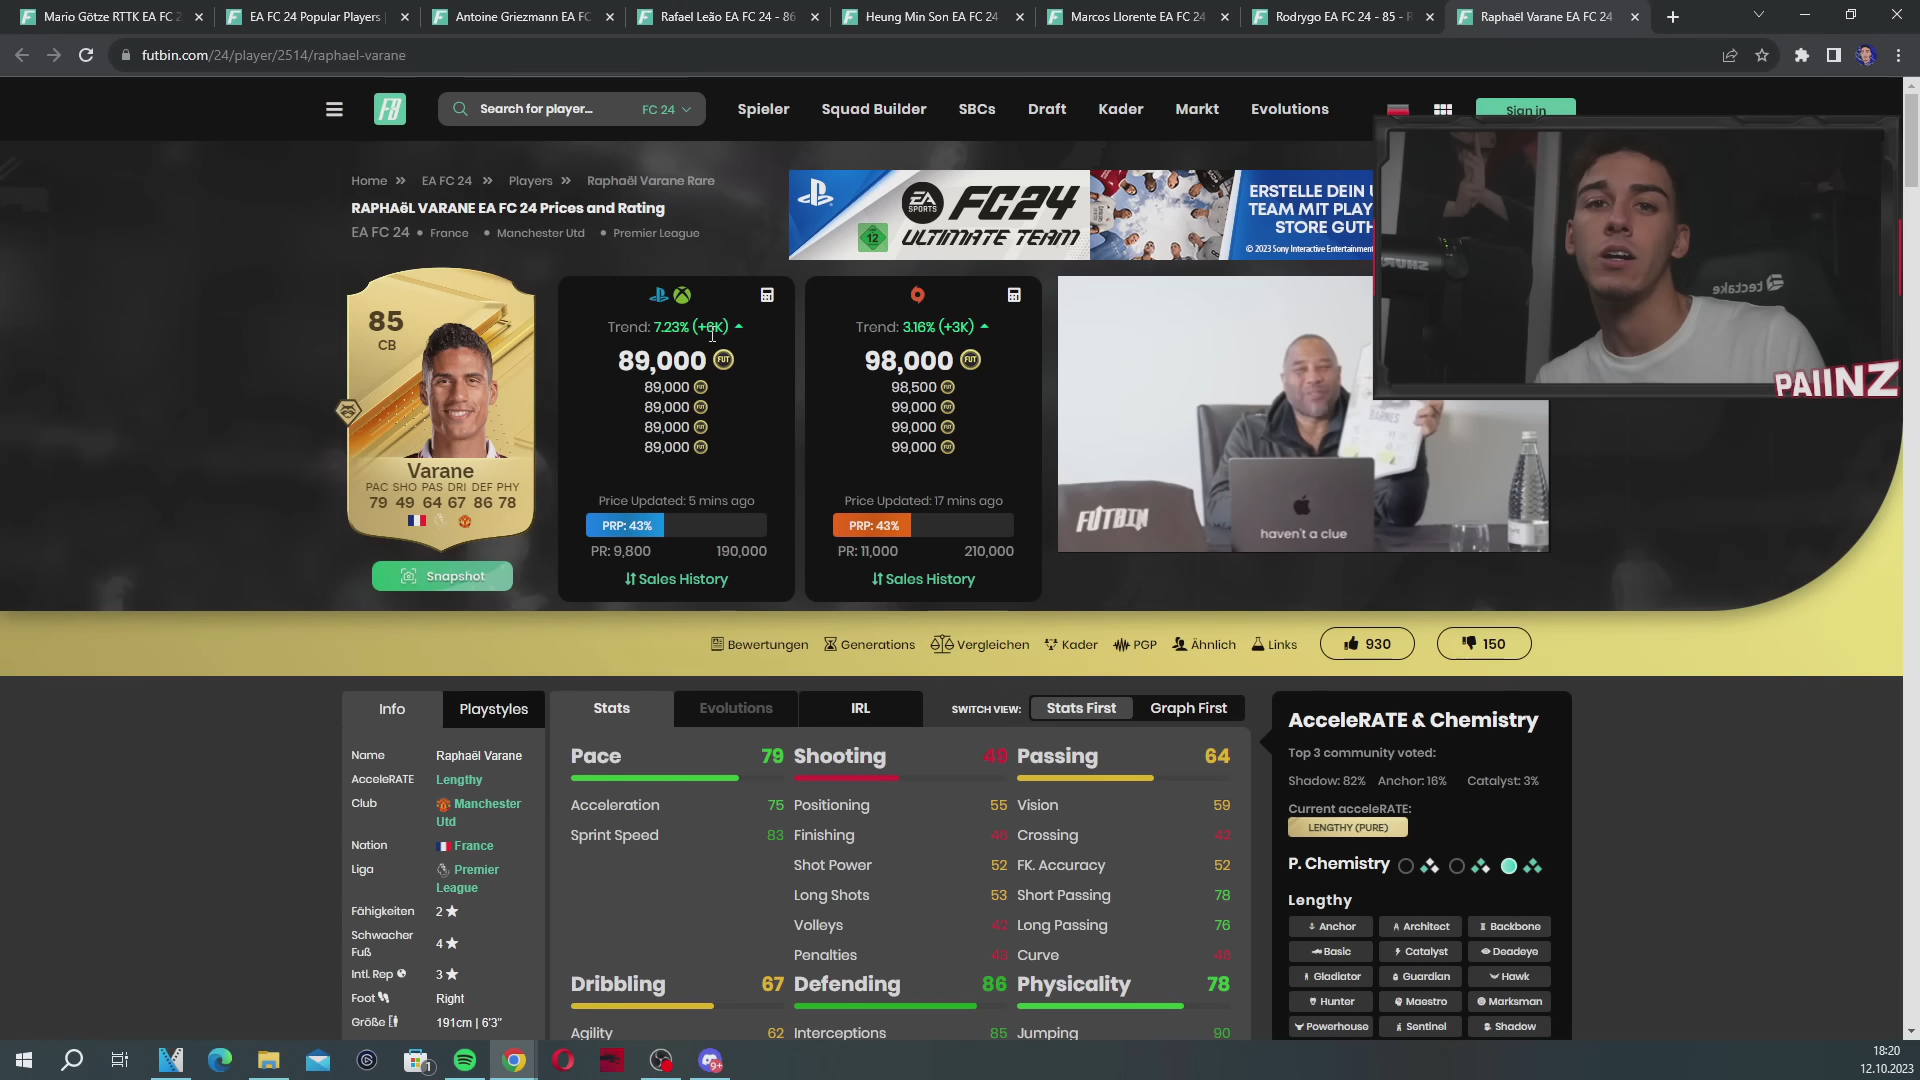 Mario Götze RTTK EA FC 2
EA FC 24 Popular Players
Antoine Griezmann EA FC
Rafael Leão EA FC 24 - 86
Heung Min Son EA FC 24
Marcos Llorente EA FC 24
Rodrygo EA FC 24 - 85 - R
Raphaël Varane EA FC 24
futbin.com/24/player/2514/raphael-varane
Search for player... FC 24
Spieler
Squad Builder
SBCs
Draft
Kader
Markt
Evolutions
Sign in
Home » EA FC 24 » Players » Raphaël Varane Rare
RAPHAëL VARANE EA FC 24 Prices and Rating
EA FC 24 • France • Manchester Utd • Premier League
EA SPORTS FC24
ULTIMATE TEAM
12
ERSTELLE DEIN U
TEAM MIT PLAY
STORE GUTH
© 2023 Sony Interactive Entertainment
tectake
PAIINZ
85
CB
Varane
PAC SHO PAS DRI DEF PHY
79 49 64 67 86 78
Snapshot
Trend: 7.23% (+6K)
89,000
89,000
89,000
89,000
89,000
Price Updated: 5 mins ago
PRP: 43%
PR: 9,800 190,000
Sales History
Trend: 3.16% (+3K)
98,000
98,500
99,000
99,000
99,000
Price Updated: 17 mins ago
PRP: 43%
PR: 11,000 210,000
Sales History
BARNES
FUTBIN
haven't a clue
Bewertungen
Generations
Vergleichen
Kader
PGP
Ähnlich
Links
930
150
Info
Playstyles
Name Raphaël Varane
AcceleRATE Lengthy
Club Manchester
Utd
Nation France
Liga Premier
League
Fähigkeiten 2
Schwacher
Fuß 4
Intl. Rep 3
Foot Right
Größe 191cm | 6'3"
Stats
Evolutions
IRL
SWITCH VIEW:
Stats First
Graph First
Pace 79
Acceleration 75
Sprint Speed 83
Shooting 49
Positioning 55
Finishing 46
Shot Power 52
Long Shots 53
Volleys 42
Penalties 43
Passing 64
Vision 59
Crossing 42
FK. Accuracy 52
Short Passing 78
Long Passing 76
Curve 46
Dribbling 67
Agility 62
Defending 86
Interceptions 85
Physicality 78
Jumping 90
AcceleRATE & Chemistry
Top 3 community voted:
Shadow: 82% Anchor: 16% Catalyst: 3%
Current acceleRATE:
LENGTHY (PURE)
P. Chemistry
Lengthy
Anchor Architect Backbone
Basic Catalyst Deadeye
Gladiator Guardian Hawk
Hunter Maestro Marksman
Powerhouse Sentinel Shadow
1
9+
18:20
12.10.2023